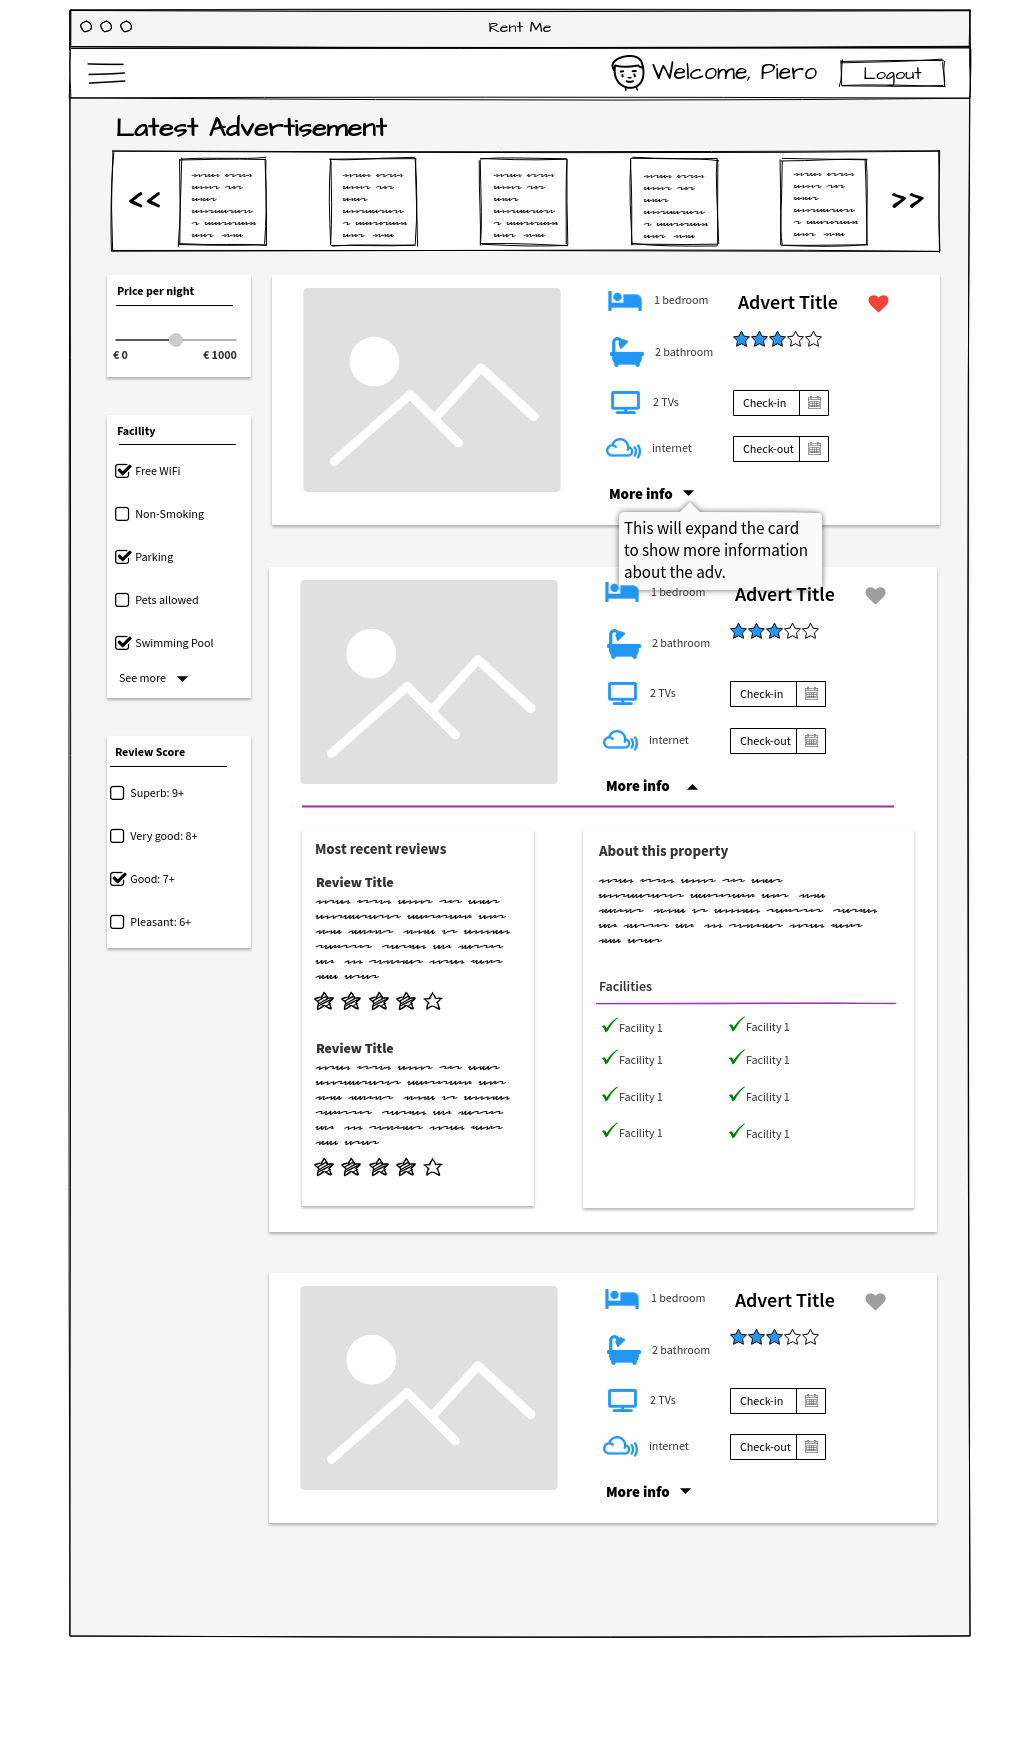 Rent Me
Welcome, Piero
Logout
Latest Advertisement
<<
>>
Price per night
€ 0
€ 1000
Facility
Free WiFi
Non-Smoking
Parking
Pets allowed
Swimming Pool
See more
Review Score
Superb: 9+
Very good: 8+
Good: 7+
Pleasant: 6+
1 bedroom
2 bathroom
2 TVs
internet
More info
Advert Title
Check-in
Check-out
This will expand the card
to show more information
about the adv.
1 bedroom
2 bathroom
2 TVs
internet
More info
Advert Title
Check-in
Check-out
Most recent reviews
Review Title
Review Title
About this property
Facilities
Facility 1
Facility 1
Facility 1
Facility 1
Facility 1
Facility 1
Facility 1
Facility 1
1 bedroom
2 bathroom
2 TVs
internet
More info
Advert Title
Check-in
Check-out